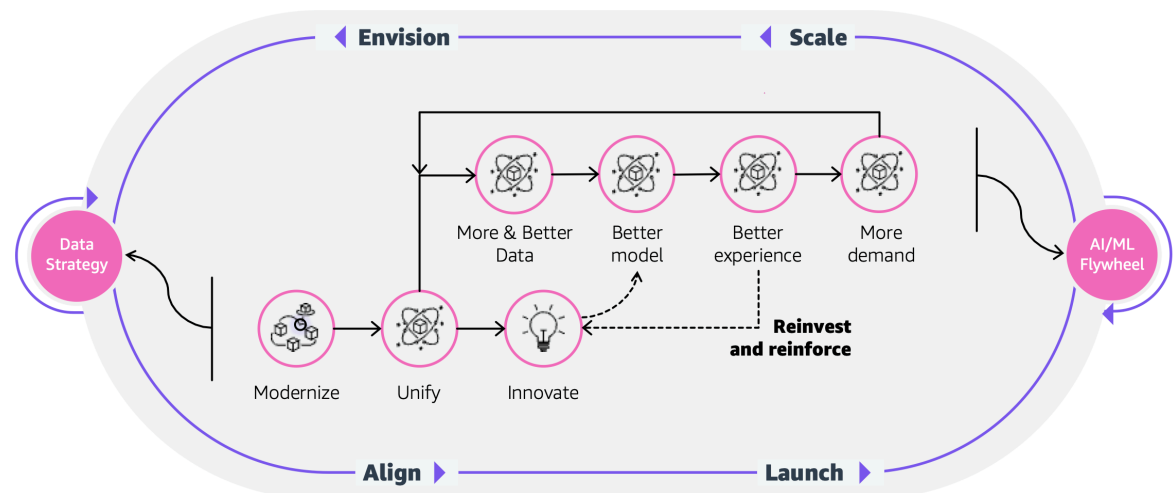 Envision
Scale
More & Better
Data
Better
model
Better
experience
More
demand
Data
Strategy
AI/ML
Flywheel
Reinvest
and reinforce
Modernize
Unify
Innovate
Align
Launch